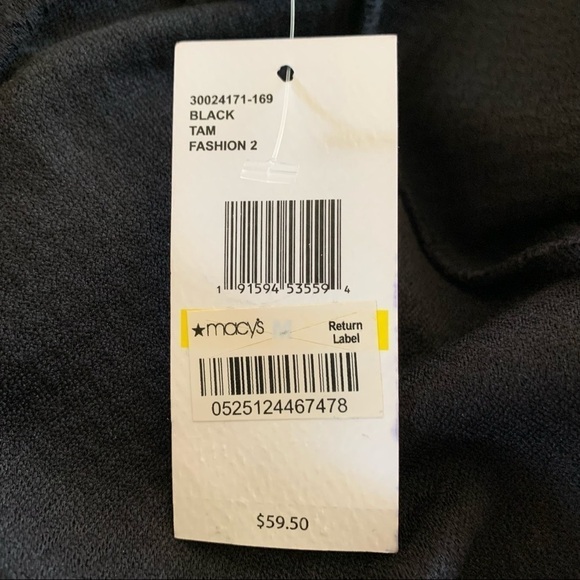 30024171-169
BLACK
TAM
FASHION 2
1 91594 53559 4
★macy's Return
Label
0525124467478
$59.50